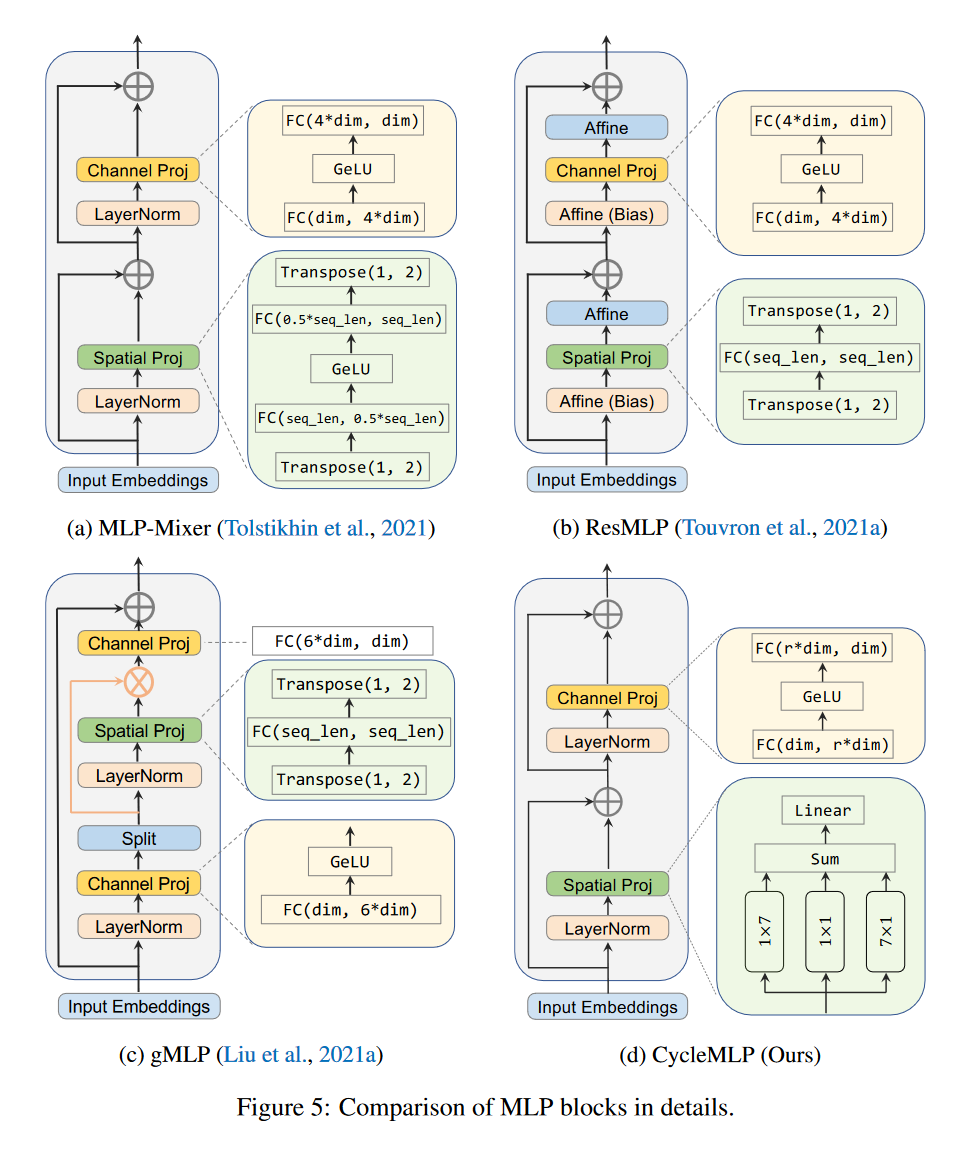 FC(4*dim, dim)
Channel Proj
GeLU
LayerNorm
FC(dim, 4*dim)
Transpose(1, 2)
FC(0.5*seq_len, seq_len)
Spatial Proj
GeLU
LayerNorm
FC(seq_len, 0.5*seq_len)
Transpose(1, 2)
Input Embeddings
(a) MLP-Mixer (Tolstikhin et al., 2021)
Affine
FC(4*dim, dim)
Channel Proj
GeLU
Affine (Bias)
FC(dim, 4*dim)
Affine
Transpose(1, 2)
Spatial Proj
FC(seq_len, seq_len)
Affine (Bias)
Transpose(1, 2)
Input Embeddings
(b) ResMLP (Touvron et al., 2021a)
Channel Proj
FC(6*dim, dim)
Transpose(1, 2)
Spatial Proj
FC(seq_len, seq_len)
LayerNorm
Transpose(1, 2)
Split
GeLU
Channel Proj
FC(dim, 6*dim)
LayerNorm
Input Embeddings
(c) gMLP (Liu et al., 2021a)
FC(r*dim, dim)
Channel Proj
GeLU
LayerNorm
FC(dim, r*dim)
Linear
Sum
Spatial Proj
1×7
1×1
7×1
LayerNorm
Input Embeddings
(d) CycleMLP (Ours)
Figure 5: Comparison of MLP blocks in details.